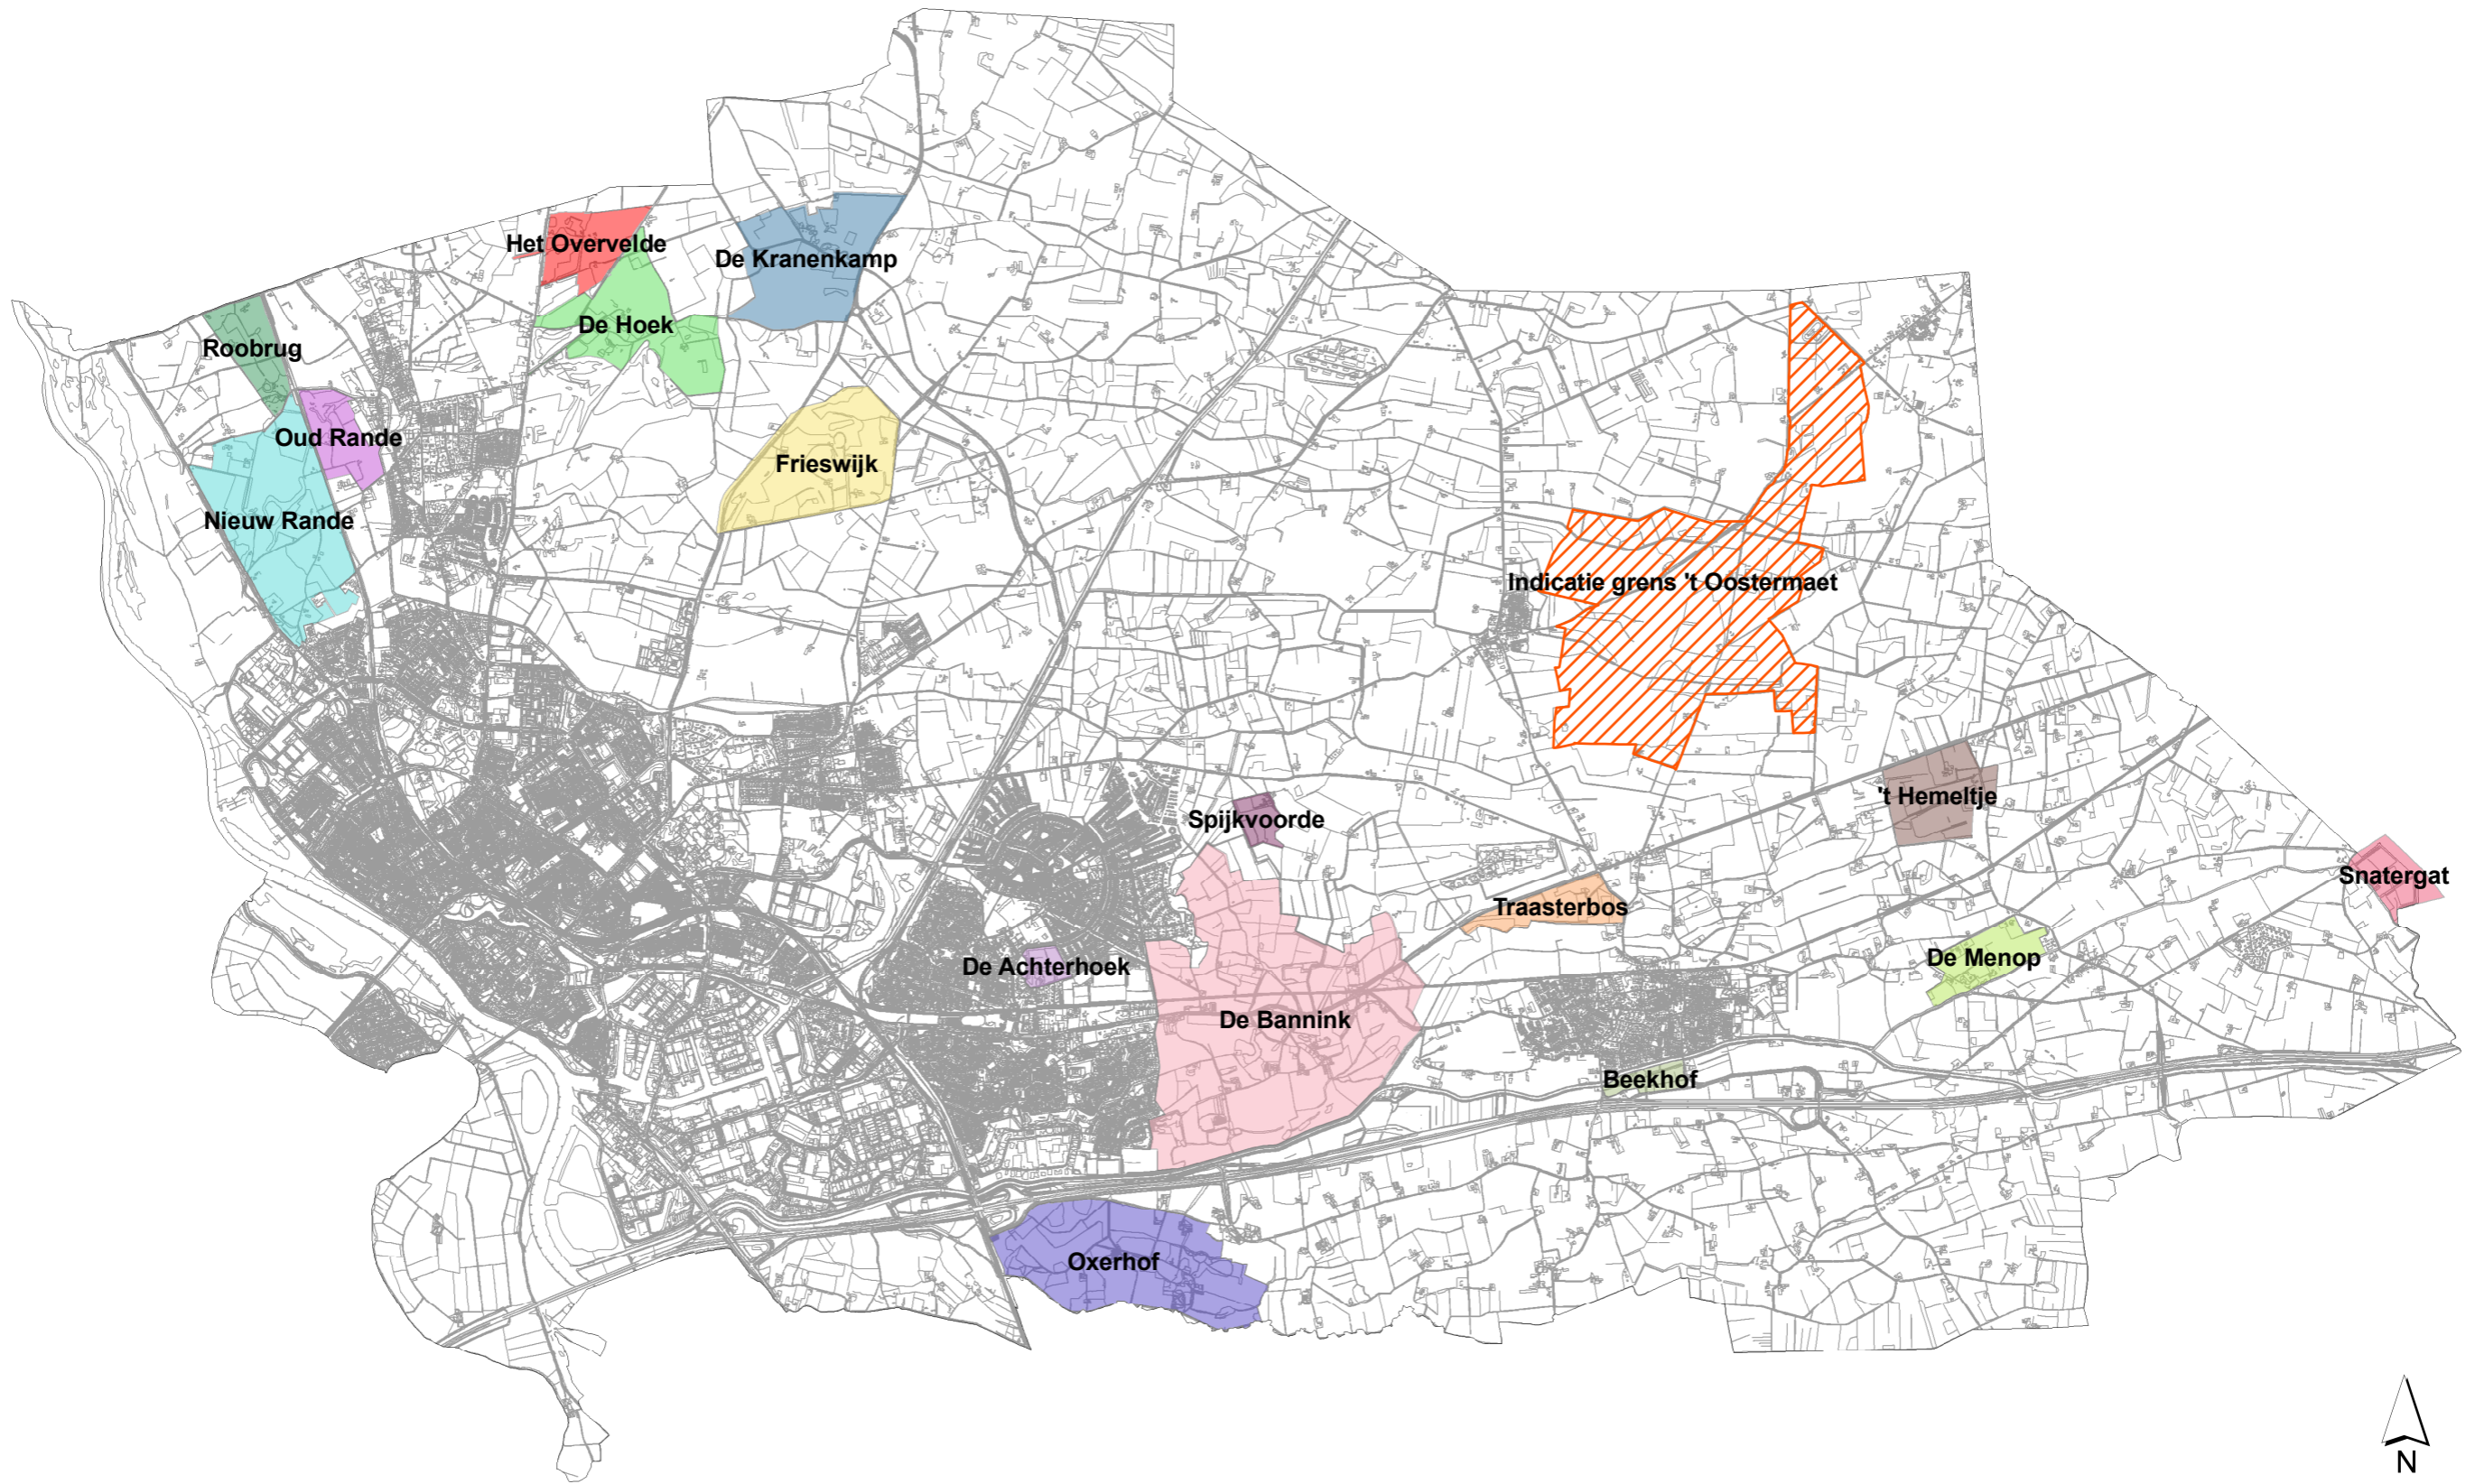 Het Overvelde
De Kranenkamp
De Hoek
Roobrug
Oud Rande
Frieswijk
Nieuw Rande
Indicatie grens 't Oostermaet
't Hemeltje
Spijkvoorde
Snatergat
Traasterbos
De Menop
De Achterhoek
De Bannink
Beekhof
Oxerhof
N